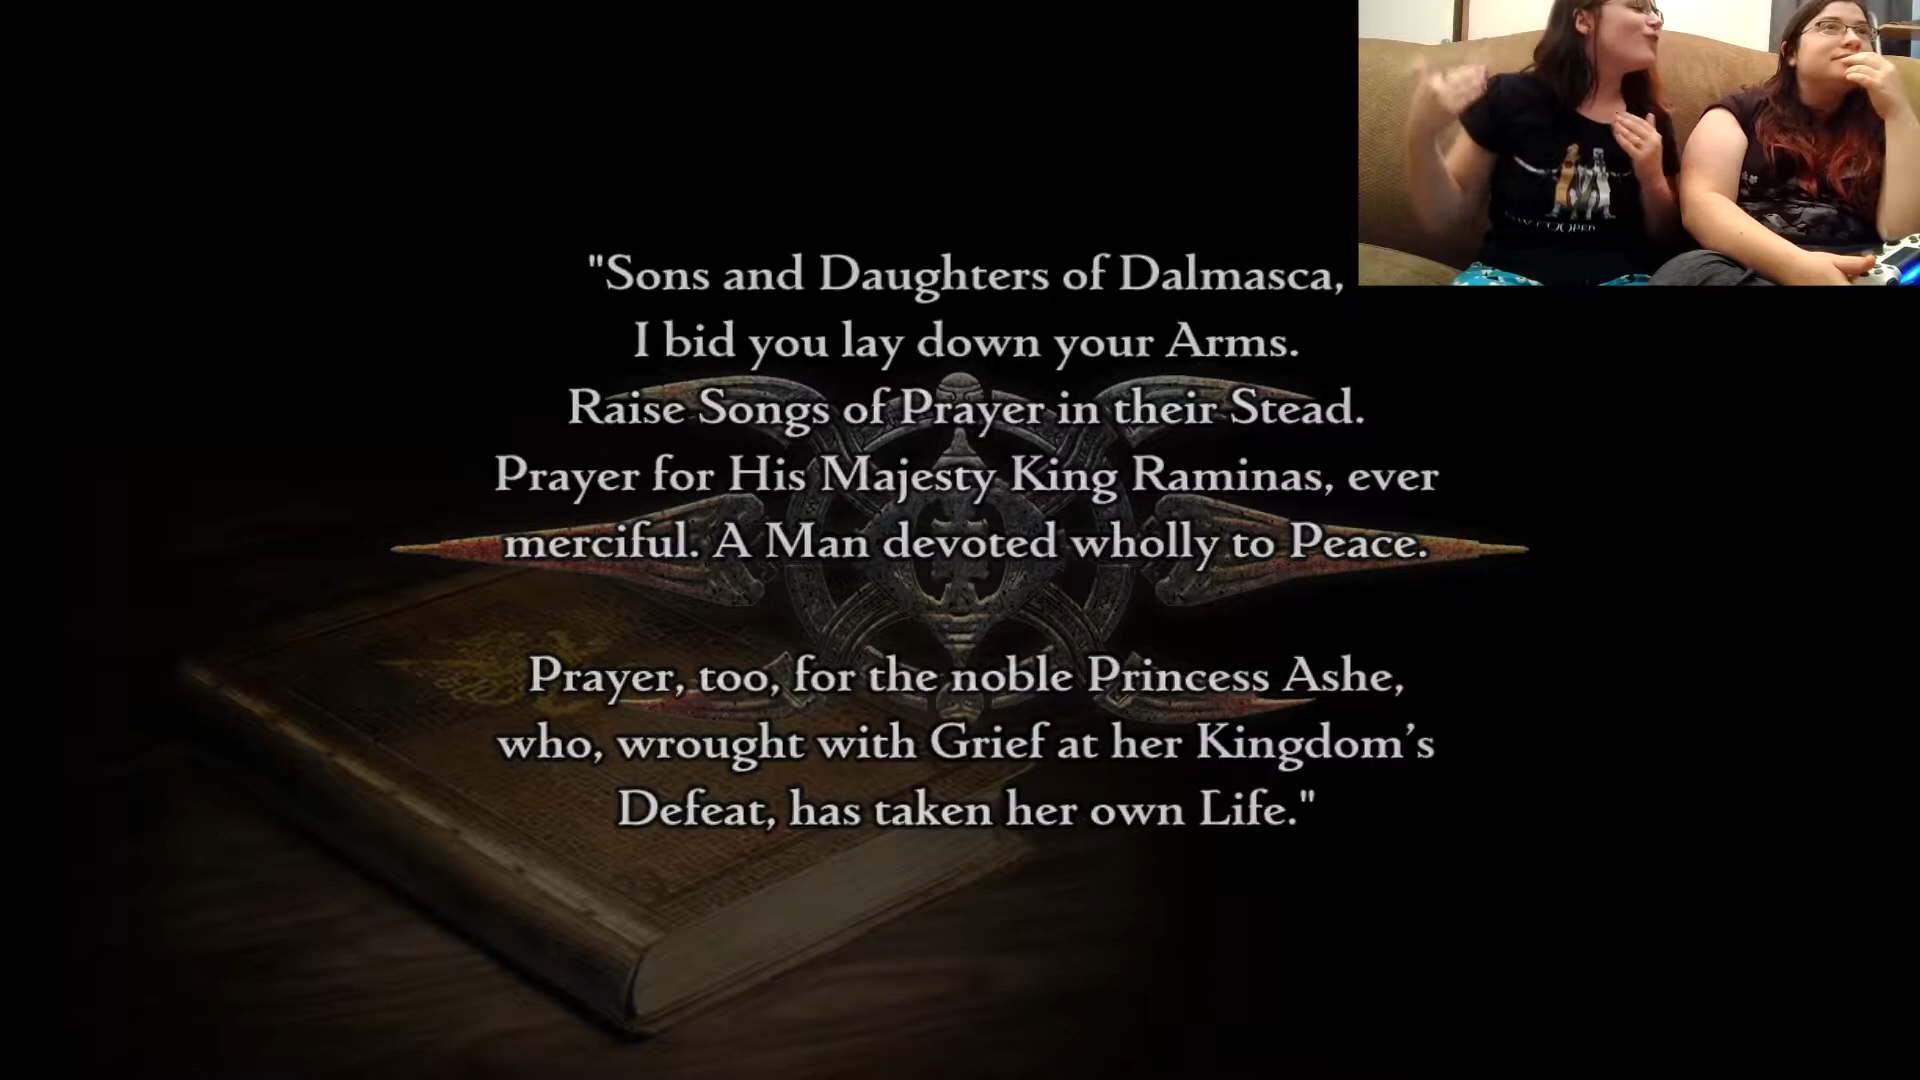 "Sons and Daughters of Dalmasca,
I bid you lay down your Arms.
Raise Songs of Prayer in their Stead.
Prayer for His Majesty King Raminas, ever
merciful. A Man devoted wholly to Peace.
Prayer, too, for the noble Princess Ashe,
who, wrought with Grief at her Kingdom's
Defeat, has taken her own Life."